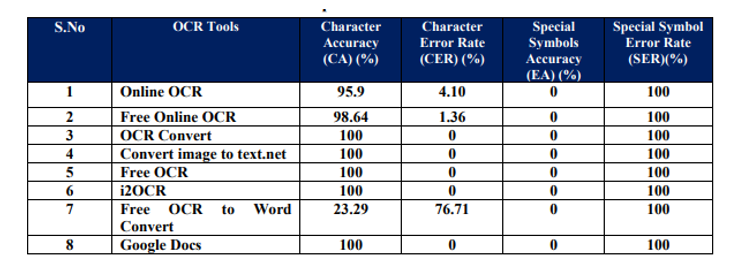 S.No OCR Tools Character Accuracy (CA) (%) Character Error Rate (CER) (%) Special Symbols Accuracy (EA) (%) Special Symbol Error Rate (SER)(%)
1 Online OCR 95.9 4.10 0 100
2 Free Online OCR 98.64 1.36 0 100
3 OCR Convert 100 0 0 100
4 Convert image to text.net 100 0 0 100
5 Free OCR 100 0 0 100
6 i2OCR 100 0 0 100
7 Free OCR to Word Convert 23.29 76.71 0 100
8 Google Docs 100 0 0 100